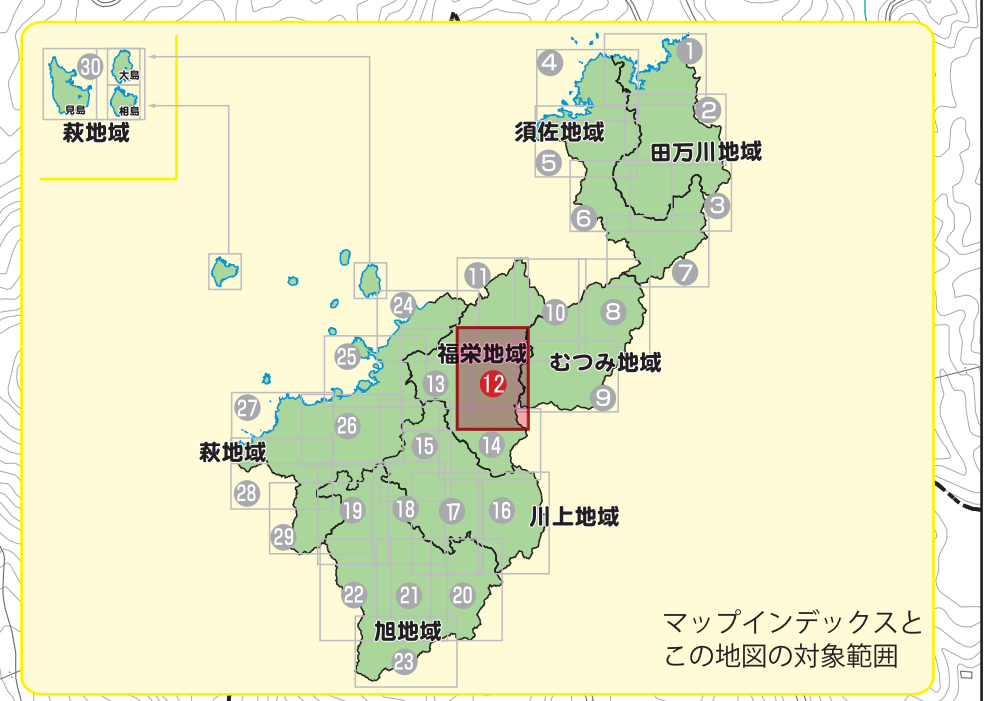 30
大島
見島
相島
萩地域
1
4
2
須佐地域
田万川地域
5
3
6
7
11
24
10
8
福栄地域
25
むつみ地域
13
12
9
27
26
15
14
萩地域
28
19
18
17
16
川上地域
29
22
21
20
旭地域
23
マップインデックスと
この地図の対象範囲